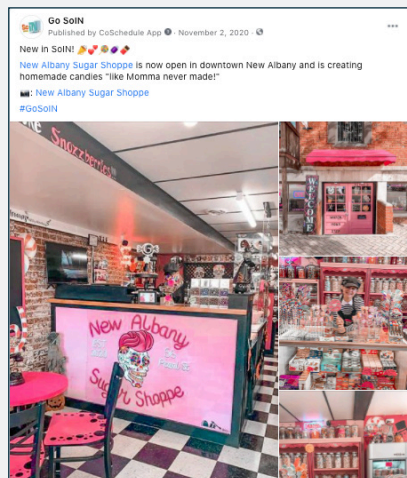 Go SoIN
Published by CoSchedule App · November 2, 2020 ·
New in SoIN!
New Albany Sugar Shoppe is now open in downtown New Albany and is creating
homemade candies "like Momma never made!"
: New Albany Sugar Shoppe
#GoSoIN
Snozzberries
New Albany
Sugar Shoppe
WELCOME